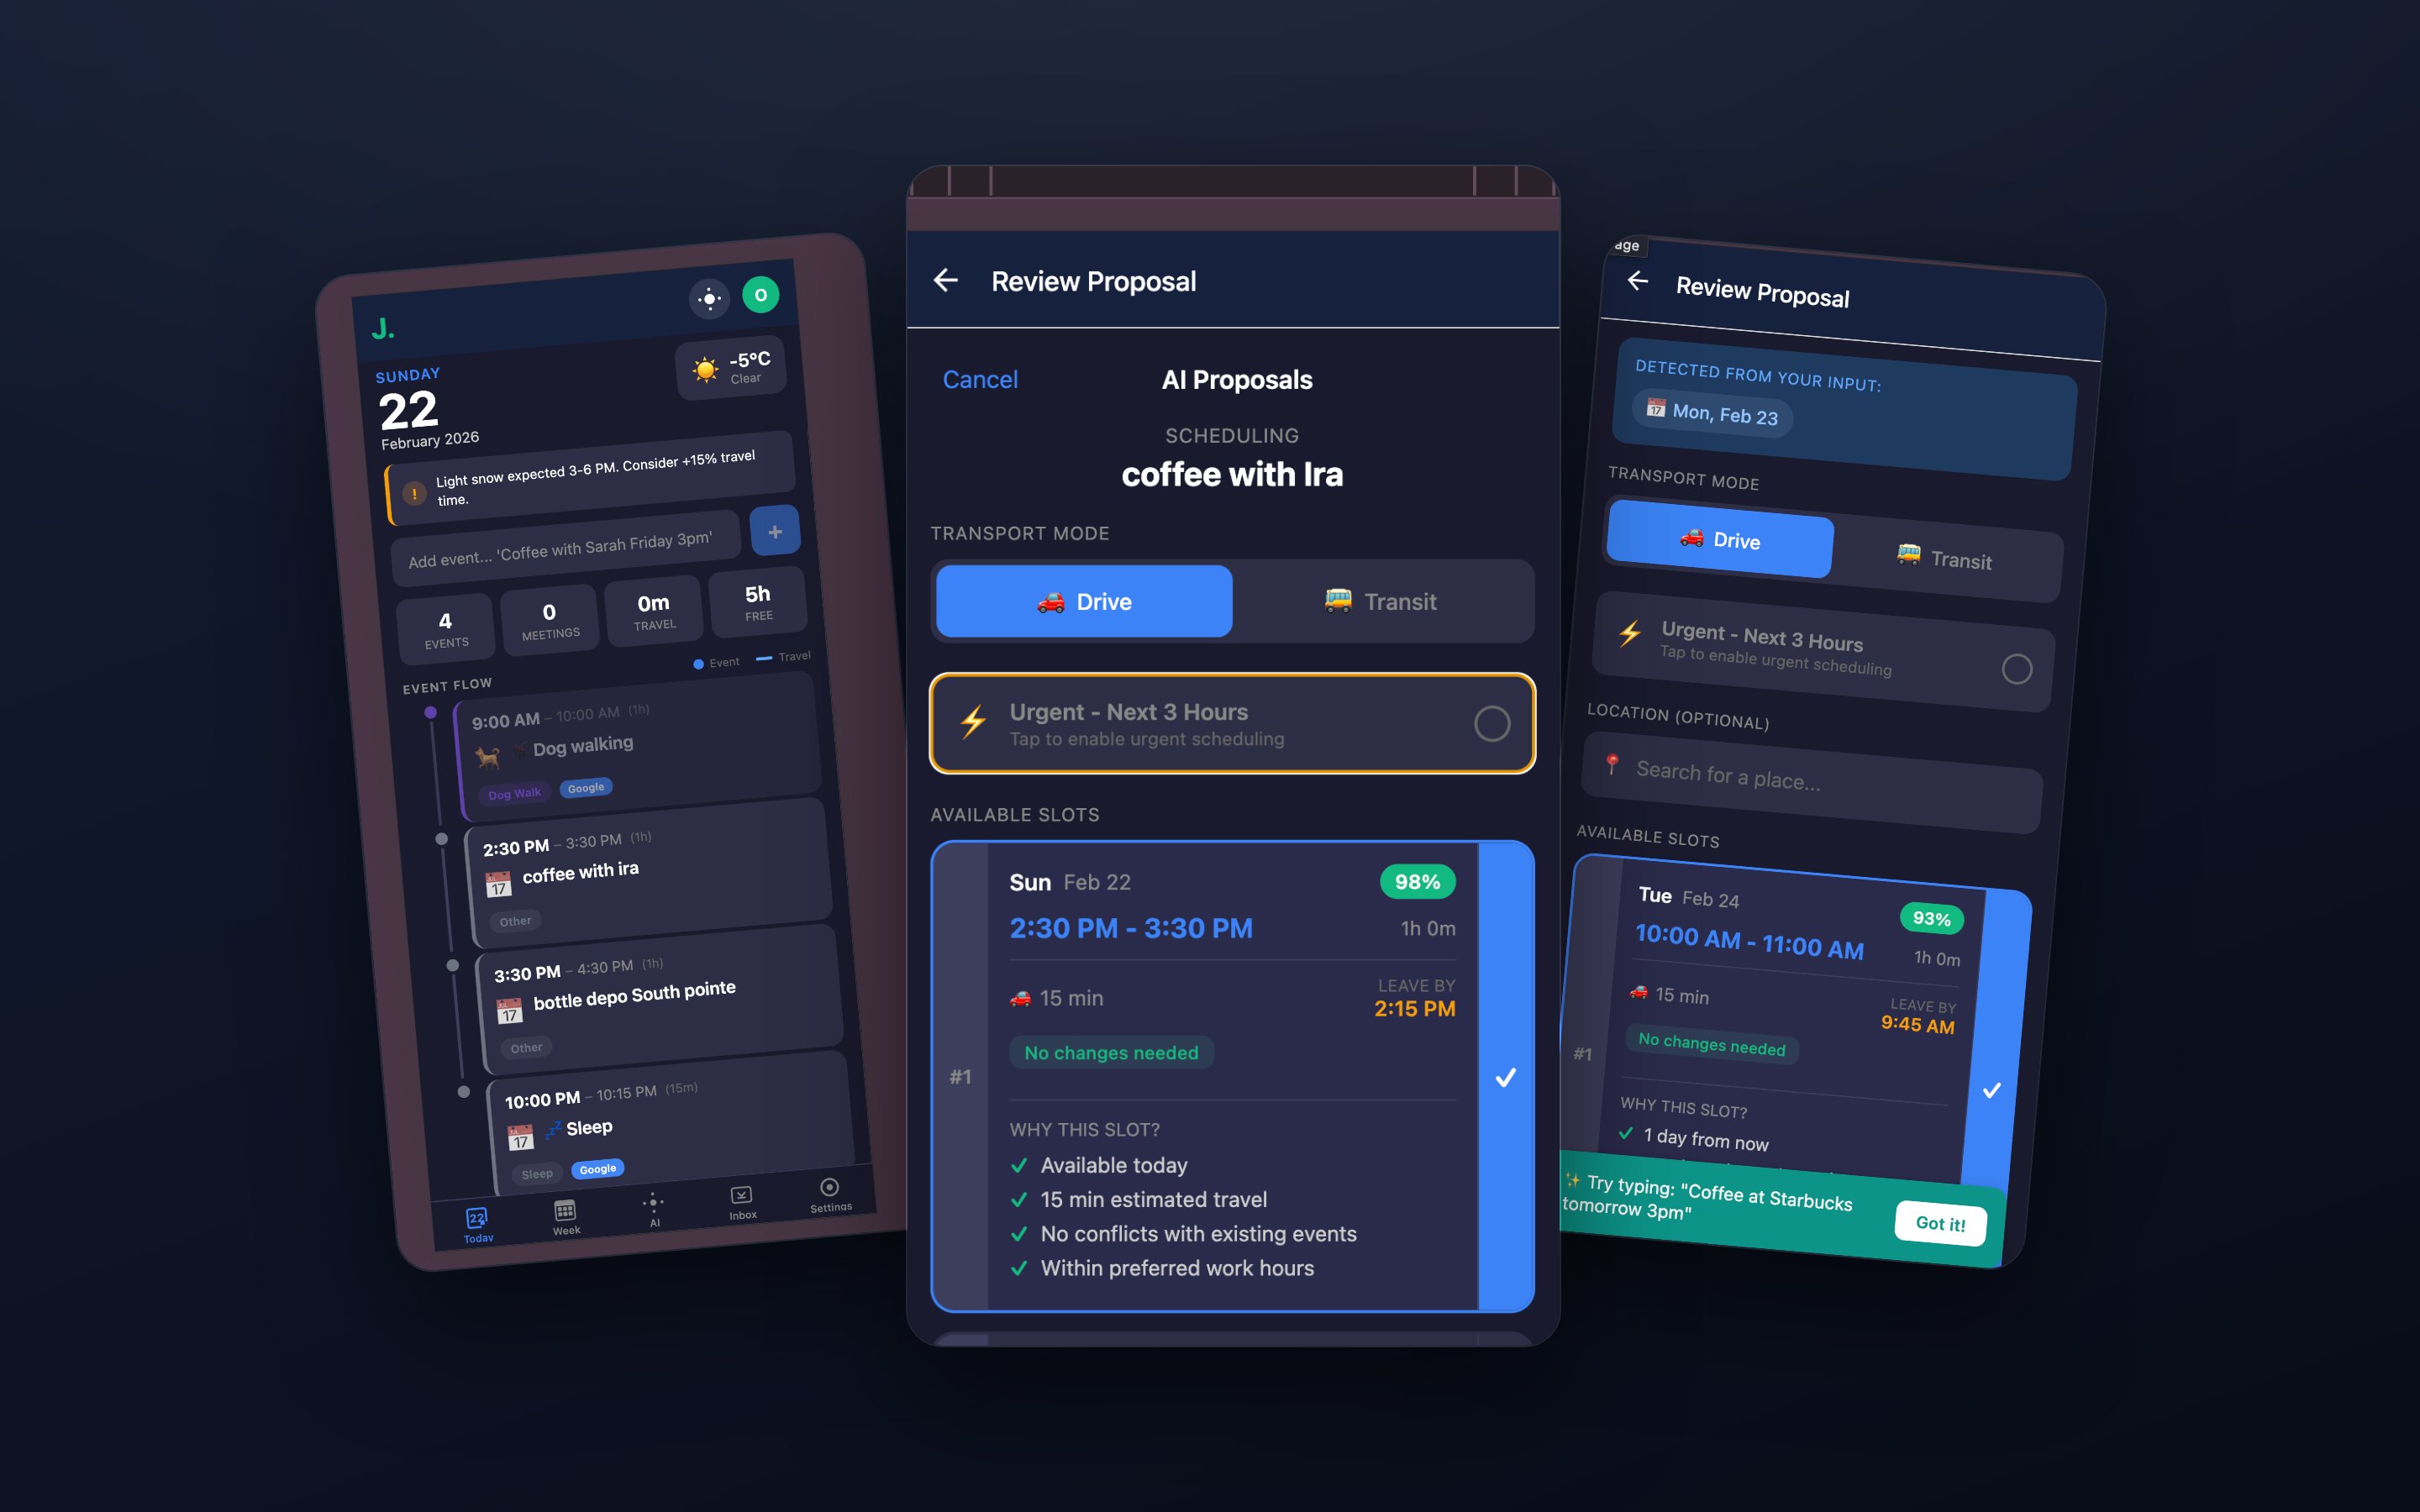 J.
O
SUNDAY
22
February 2026
-5°C
Clear
Light snow expected 3-6 PM. Consider +15% travel
time.
Add event... 'Coffee with Sarah Friday 3pm'
+
4
EVENTS
0
MEETINGS
0m
TRAVEL
5h
FREE
Event
Travel
EVENT FLOW
9:00 AM – 10:00 AM (1h)
Dog walking
Dog Walk
Google
2:30 PM – 3:30 PM (1h)
coffee with ira
Other
3:30 PM – 4:30 PM (1h)
bottle depo South pointe
Other
10:00 PM – 10:15 PM (15m)
Sleep
Sleep
Google
22
Today
Week
AI
Inbox
Settings
Review Proposal
Cancel
AI Proposals
SCHEDULING
coffee with Ira
TRANSPORT MODE
Drive
Transit
Urgent - Next 3 Hours
Tap to enable urgent scheduling
AVAILABLE SLOTS
#1
Sun Feb 22
98%
2:30 PM - 3:30 PM
1h 0m
15 min
LEAVE BY
2:15 PM
No changes needed
WHY THIS SLOT?
Available today
15 min estimated travel
No conflicts with existing events
Within preferred work hours
age
Review Proposal
DETECTED FROM YOUR INPUT:
Mon, Feb 23
TRANSPORT MODE
Drive
Transit
Urgent - Next 3 Hours
Tap to enable urgent scheduling
LOCATION (OPTIONAL)
Search for a place...
AVAILABLE SLOTS
#1
Tue Feb 24
93%
10:00 AM - 11:00 AM
1h 0m
15 min
LEAVE BY
9:45 AM
No changes needed
WHY THIS SLOT?
1 day from now
Try typing: "Coffee at Starbucks
tomorrow 3pm"
Got it!